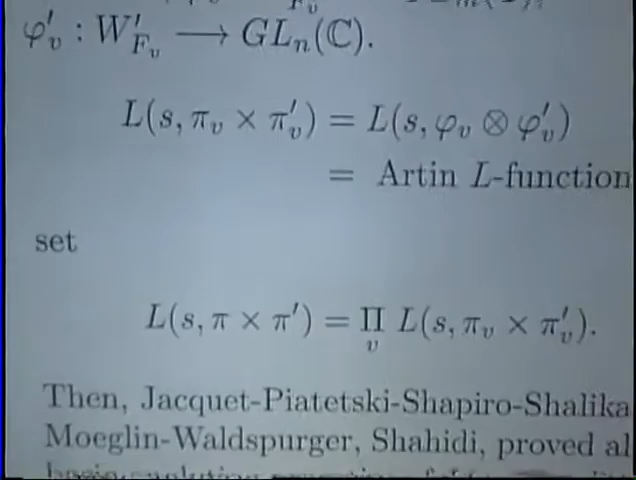 φ'_v : W'_{F_v} ⟶ GL_n(ℂ).
L(s, π_v × π'_v) = L(s, φ_v ⊗ φ'_v)
= Artin L-function
set
L(s, π × π') = Π_v L(s, π_v × π'_v).
Then, Jacquet-Piatetski-Shapiro-Shalika
Moeglin-Waldspurger, Shahidi, proved al